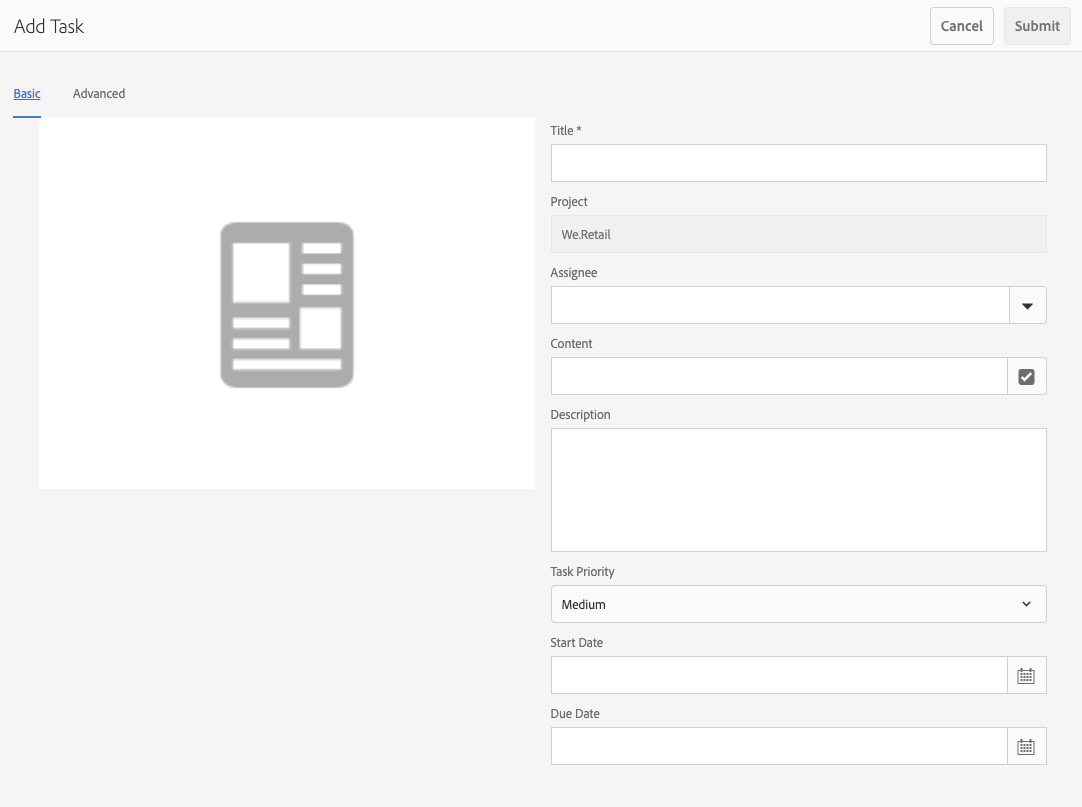 Add Task
Cancel Submit
Basic Advanced
Title *
Project
We.Retail
Assignee
Content
Description
Task Priority
Medium
Start Date
Due Date